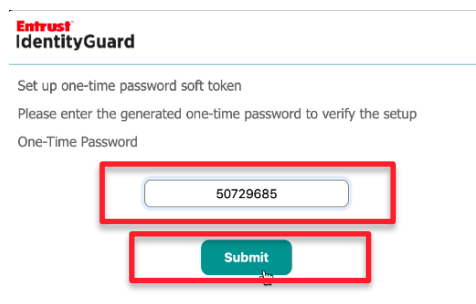 Entrust
IdentityGuard
Set up one-time password soft token
Please enter the generated one-time password to verify the setup
One-Time Password
50729685
Submit